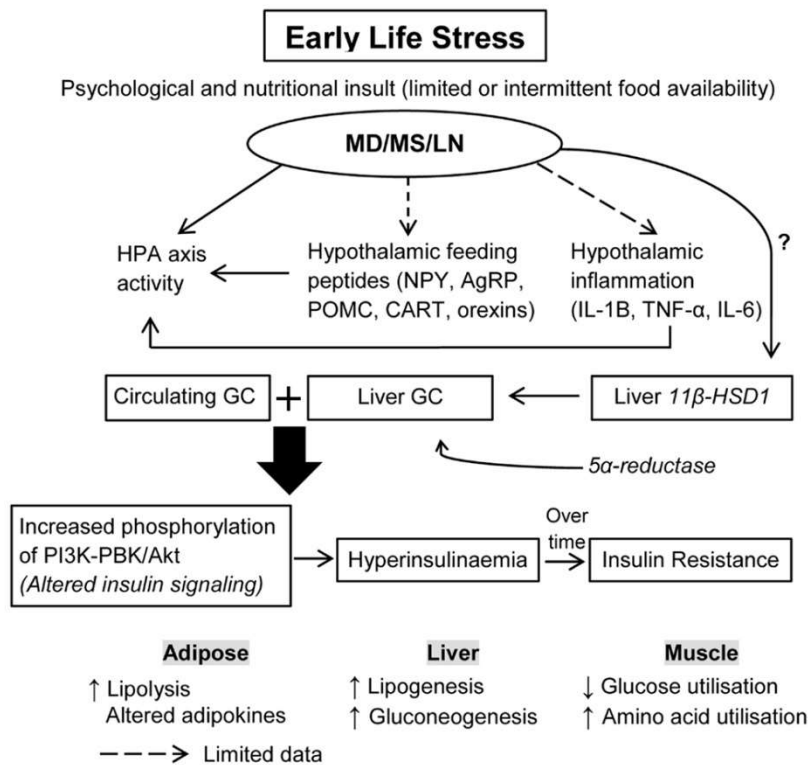 Early Life Stress
Psychological and nutritional insult (limited or intermittent food availability)
MD/MS/LN
?
HPA axis
activity
Hypothalamic feeding
peptides (NPY, AgRP,
POMC, CART, orexins)
Hypothalamic
inflammation
(IL-1B, TNF-α, IL-6)
Circulating GC
+
Liver GC
Liver 11β-HSD1
5α-reductase
Increased phosphorylation
of PI3K-PBK/Akt
(Altered insulin signaling)
Hyperinsulinaemia
Over
time
Insulin Resistance
Adipose
↑ Lipolysis
Altered adipokines
Liver
↑ Lipogenesis
↑ Gluconeogenesis
Muscle
↓ Glucose utilisation
↑ Amino acid utilisation
Limited data